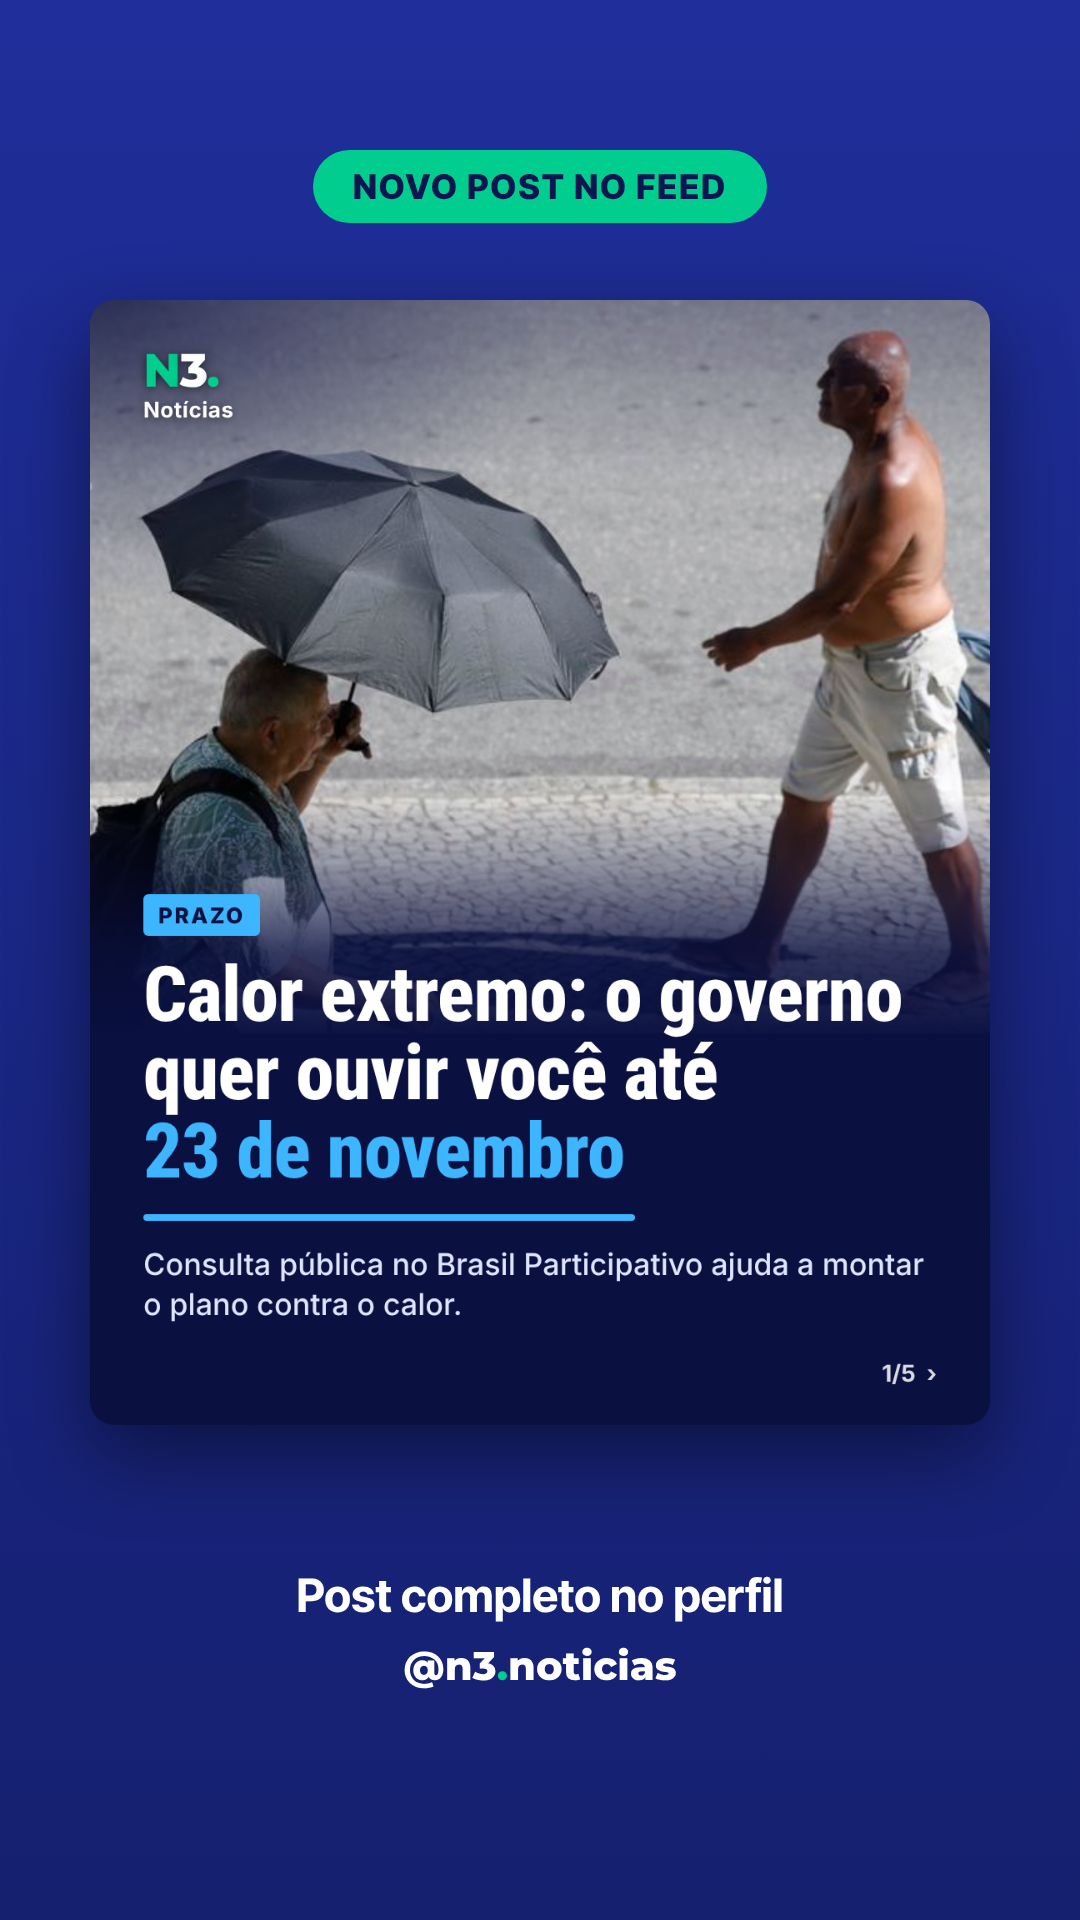 NOVO POST NO FEED
N3.
Notícias
PRAZO
Calor extremo: o governo
quer ouvir você até
23 de novembro
Consulta pública no Brasil Participativo ajuda a montar
o plano contra o calor.
1/5 ›
Post completo no perfil
@n3.noticias